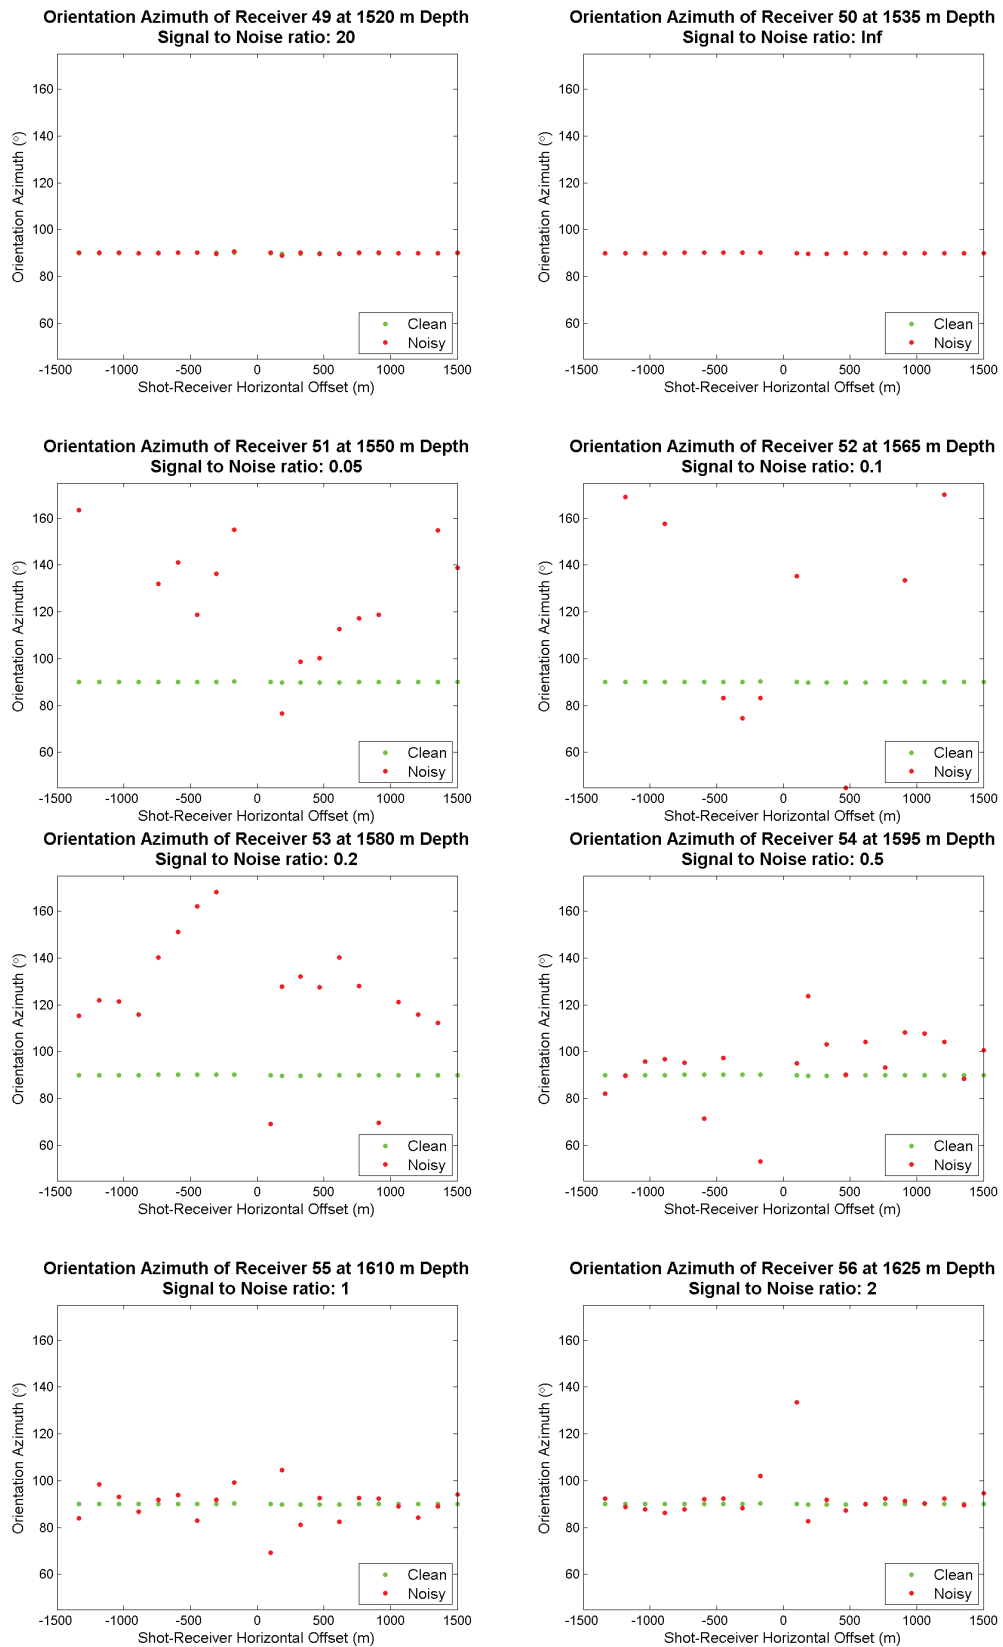 Orientation Azimuth of Receiver 49 at 1520 m Depth
Signal to Noise ratio: 20
160
140
120
100
80
60
Orientation Azimuth (°)
Clean
Noisy
-1500 -1000 -500 0 500 1000 1500
Shot-Receiver Horizontal Offset (m)
Orientation Azimuth of Receiver 50 at 1535 m Depth
Signal to Noise ratio: Inf
160
140
120
100
80
60
Orientation Azimuth (°)
Clean
Noisy
-1500 -1000 -500 0 500 1000 1500
Shot-Receiver Horizontal Offset (m)
Orientation Azimuth of Receiver 51 at 1550 m Depth
Signal to Noise ratio: 0.05
160
140
120
100
80
60
Orientation Azimuth (°)
Clean
Noisy
-1500 -1000 -500 0 500 1000 1500
Shot-Receiver Horizontal Offset (m)
Orientation Azimuth of Receiver 52 at 1565 m Depth
Signal to Noise ratio: 0.1
160
140
120
100
80
60
Orientation Azimuth (°)
Clean
Noisy
-1500 -1000 -500 0 500 1000 1500
Shot-Receiver Horizontal Offset (m)
Orientation Azimuth of Receiver 53 at 1580 m Depth
Signal to Noise ratio: 0.2
160
140
120
100
80
60
Orientation Azimuth (°)
Clean
Noisy
-1500 -1000 -500 0 500 1000 1500
Shot-Receiver Horizontal Offset (m)
Orientation Azimuth of Receiver 54 at 1595 m Depth
Signal to Noise ratio: 0.5
160
140
120
100
80
60
Orientation Azimuth (°)
Clean
Noisy
-1500 -1000 -500 0 500 1000 1500
Shot-Receiver Horizontal Offset (m)
Orientation Azimuth of Receiver 55 at 1610 m Depth
Signal to Noise ratio: 1
160
140
120
100
80
60
Orientation Azimuth (°)
Clean
Noisy
-1500 -1000 -500 0 500 1000 1500
Shot-Receiver Horizontal Offset (m)
Orientation Azimuth of Receiver 56 at 1625 m Depth
Signal to Noise ratio: 2
160
140
120
100
80
60
Orientation Azimuth (°)
Clean
Noisy
-1500 -1000 -500 0 500 1000 1500
Shot-Receiver Horizontal Offset (m)